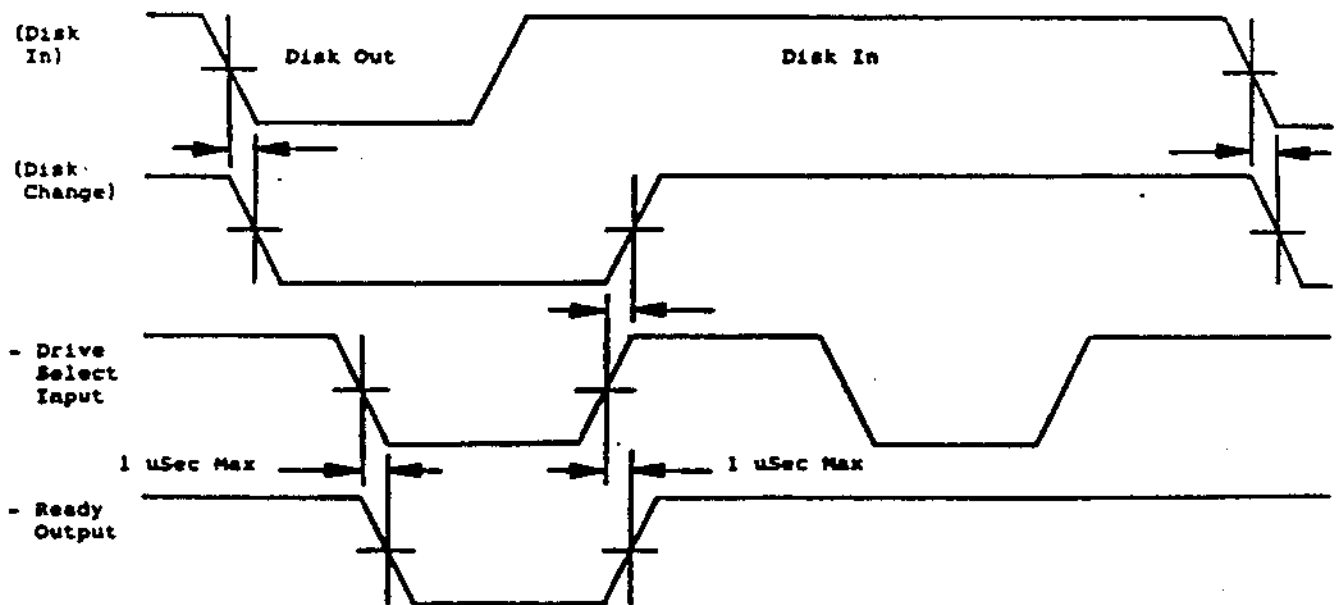 (Disk
In)
Disk Out
Disk In
(Disk
Change)
- Drive
Select
Input
1 uSec Max
1 uSec Max
- Ready
Output